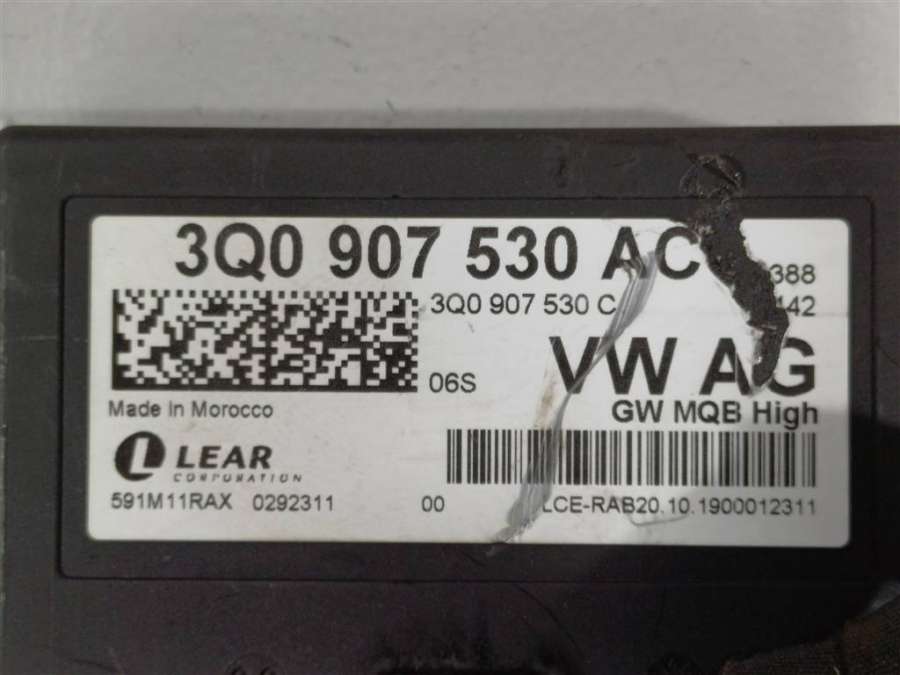 3Q0 907 530 AC
388
3Q0 907 530 C
442
06S
VW AG
Made in Morocco
GW MQB High
LEAR
CORPORATION
591M11RAX 0292311 00 LCE-RAB20.10.1900012311